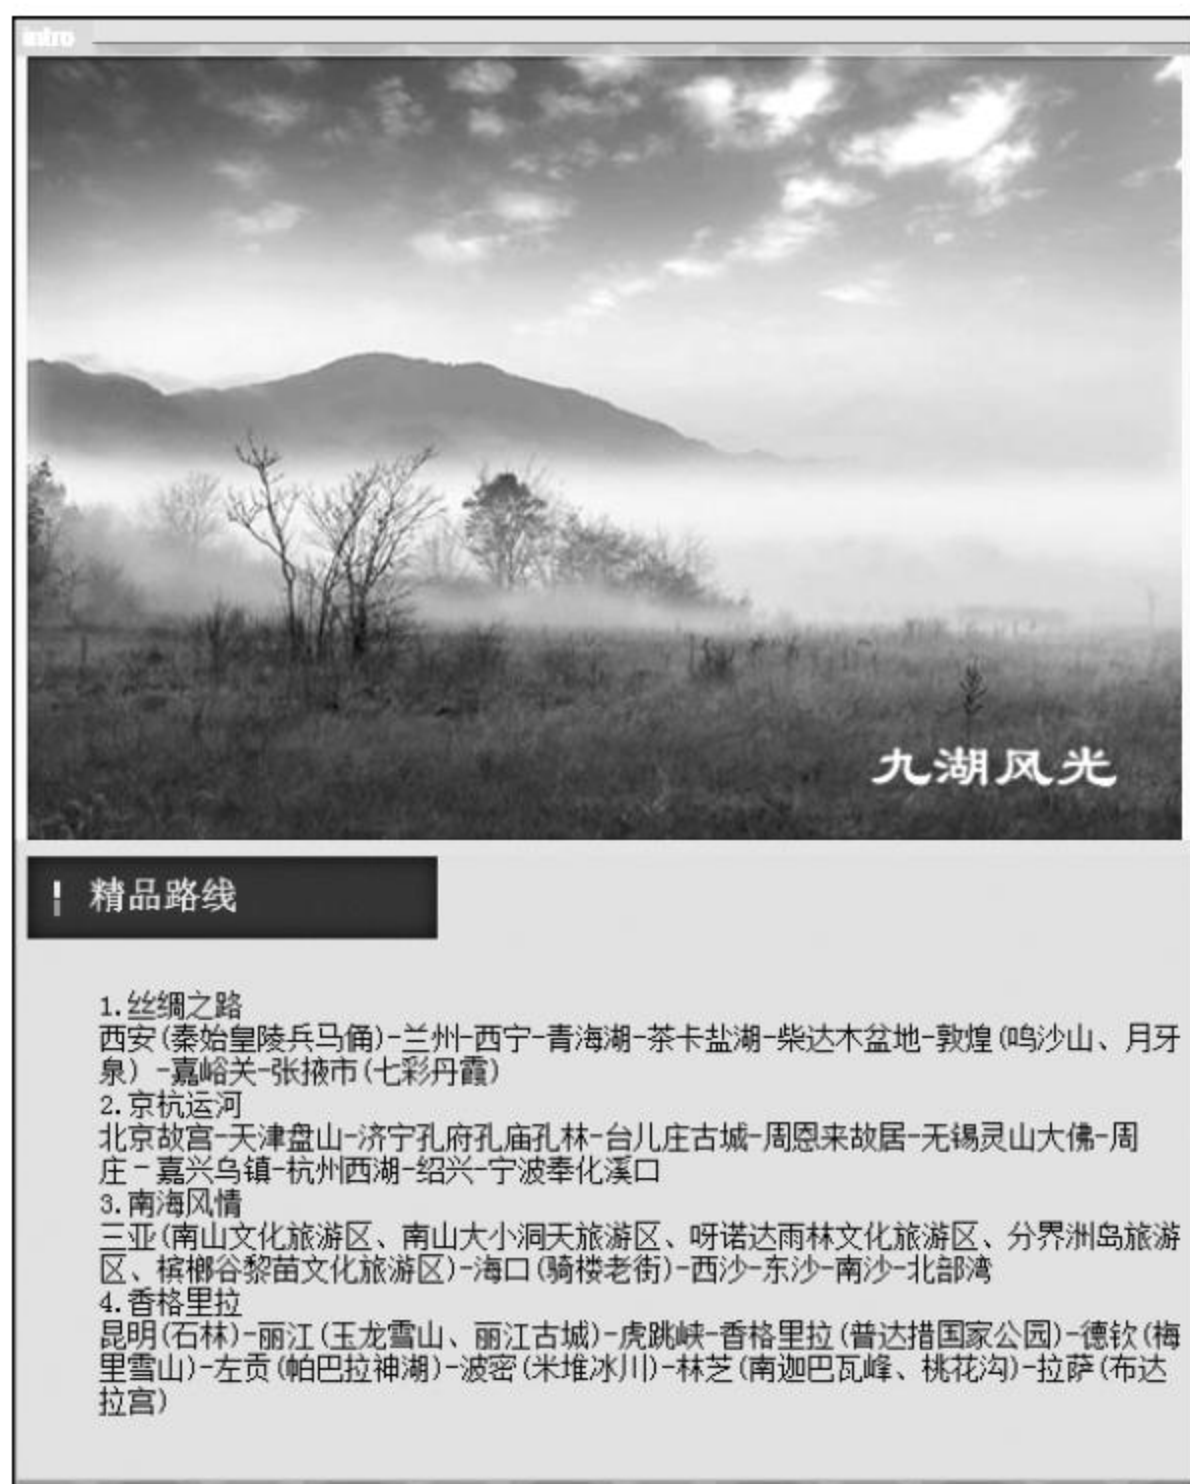 intro
九湖风光
精品路线
1.丝绸之路
西安(秦始皇陵兵马俑)-兰州-西宁-青海湖-茶卡盐湖-柴达木盆地-敦煌(鸣沙山、月牙
泉) -嘉峪关-张掖市(七彩丹霞)
2.京杭运河
北京故宫-天津盘山-济宁孔府孔庙孔林-台儿庄古城-周恩来故居-无锡灵山大佛-周
庄-嘉兴乌镇-杭州西湖-绍兴-宁波奉化溪口
3.南海风情
三亚(南山文化旅游区、南山大小洞天旅游区、呀诺达雨林文化旅游区、分界洲岛旅游
区、槟榔谷黎苗文化旅游区)-海口(骑楼老街)-西沙-东沙-南沙-北部湾
4.香格里拉
昆明(石林)-丽江(玉龙雪山、丽江古城)-虎跳峡-香格里拉(普达措国家公园)-德钦(梅
里雪山)-左贡(帕巴拉神湖)-波密(米堆冰川)-林芝(南迦巴瓦峰、桃花沟)-拉萨(布达
拉宫)